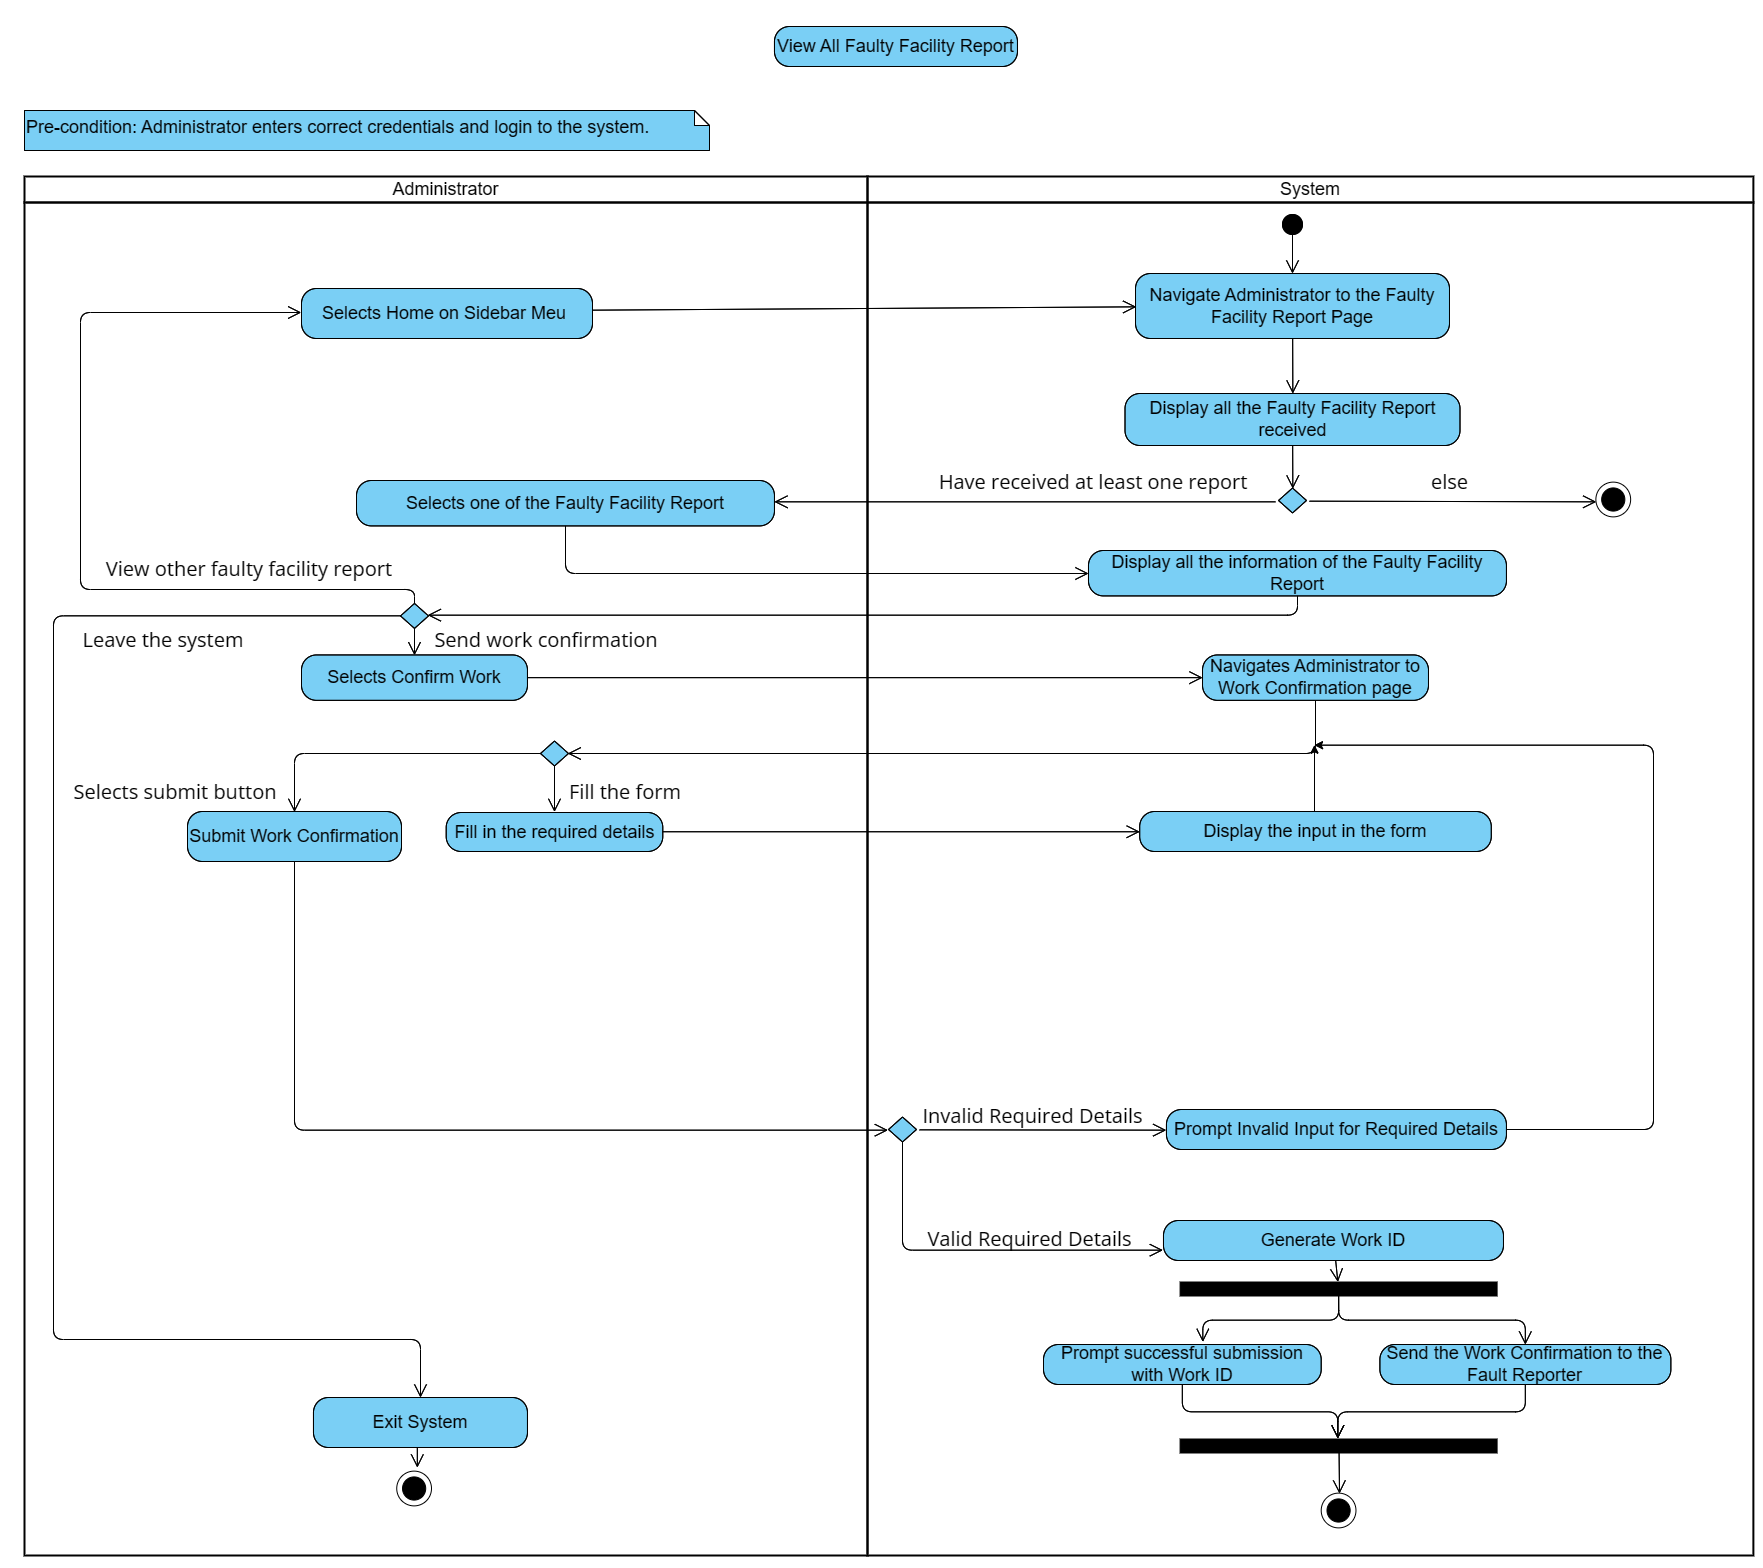 View All Faulty Facility Report
Pre-condition: Administrator enters correct credentials and login to the system.
Administrator
System
Selects Home on Sidebar Meu
Navigate Administrator to the Faulty
Facility Report Page
Display all the Faulty Facility Report
received
Have received at least one report
else
Selects one of the Faulty Facility Report
Display all the information of the Faulty Facility
Report
View other faulty facility report
Leave the system
Send work confirmation
Selects Confirm Work
Navigates Administrator to
Work Confirmation page
Selects submit button
Fill the form
Submit Work Confirmation
Fill in the required details
Display the input in the form
Invalid Required Details
Prompt Invalid Input for Required Details
Valid Required Details
Generate Work ID
Prompt successful submission
with Work ID
Send the Work Confirmation to the
Fault Reporter
Exit System